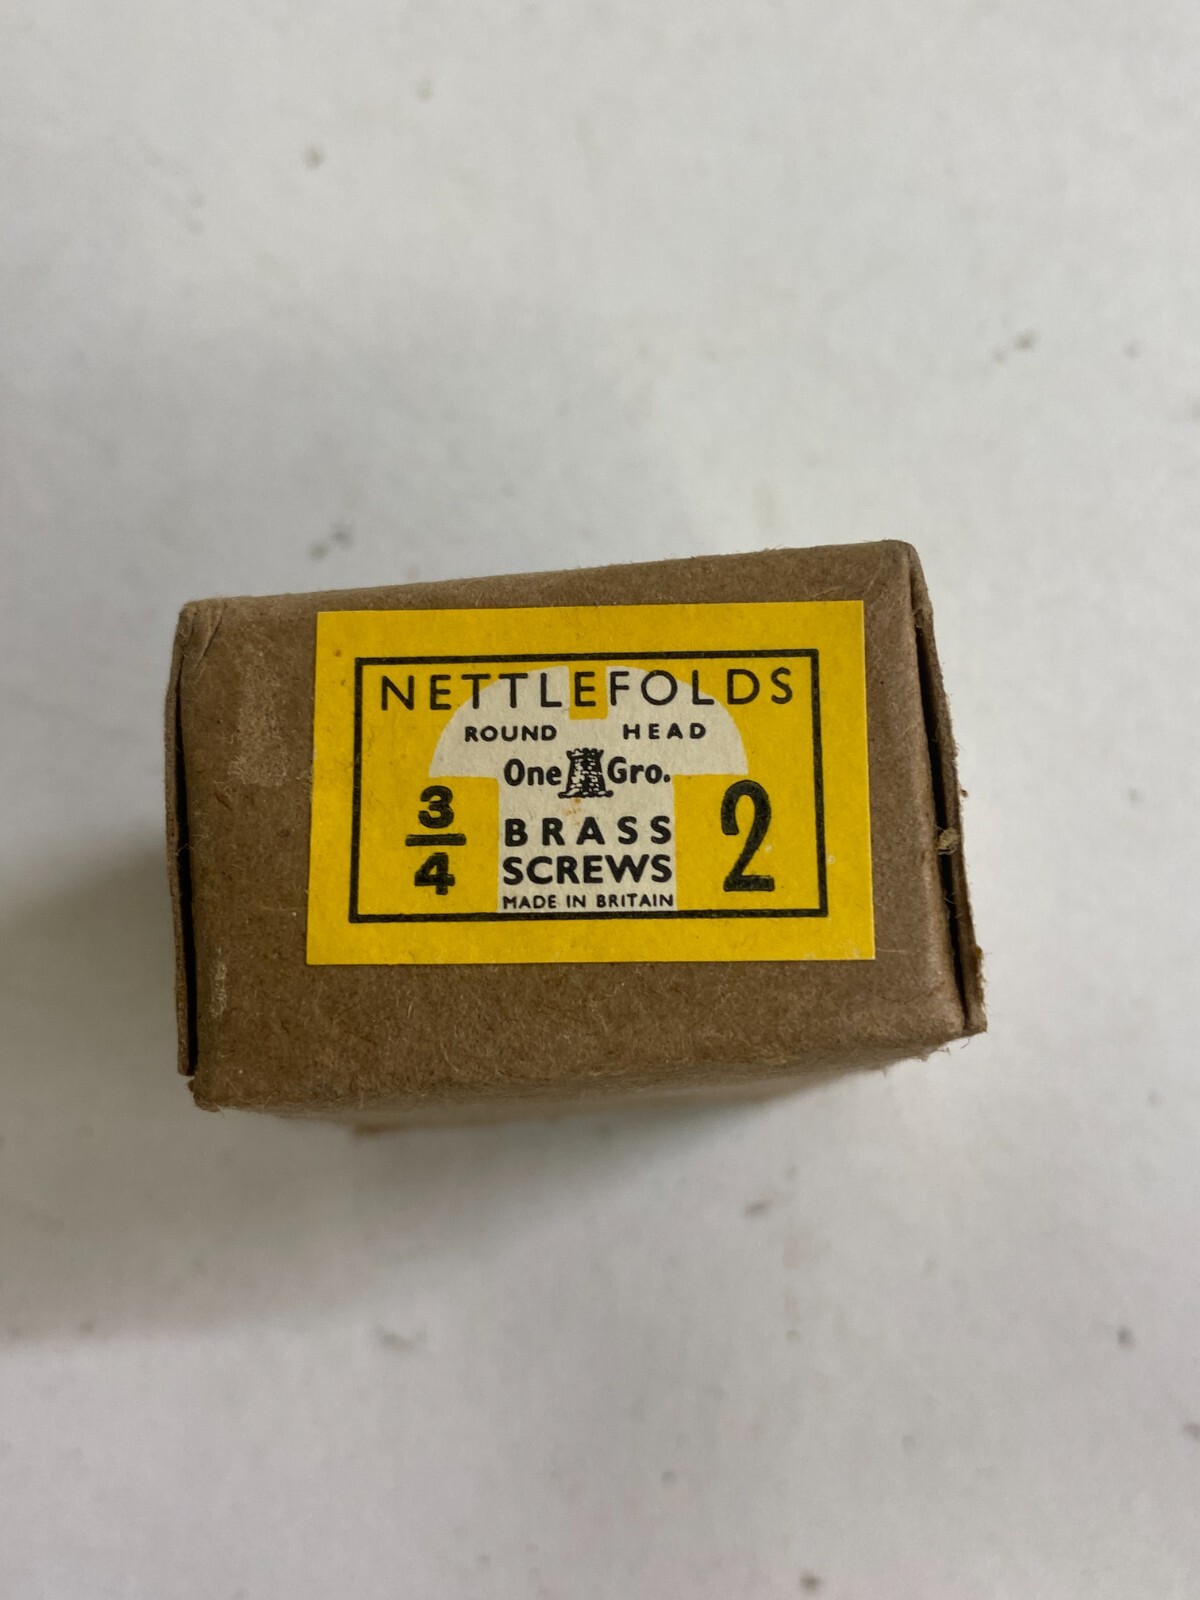 NETTLEFOLDS
ROUND HEAD
One Gro.
3/4
BRASS
SCREWS
2
MADE IN BRITAIN